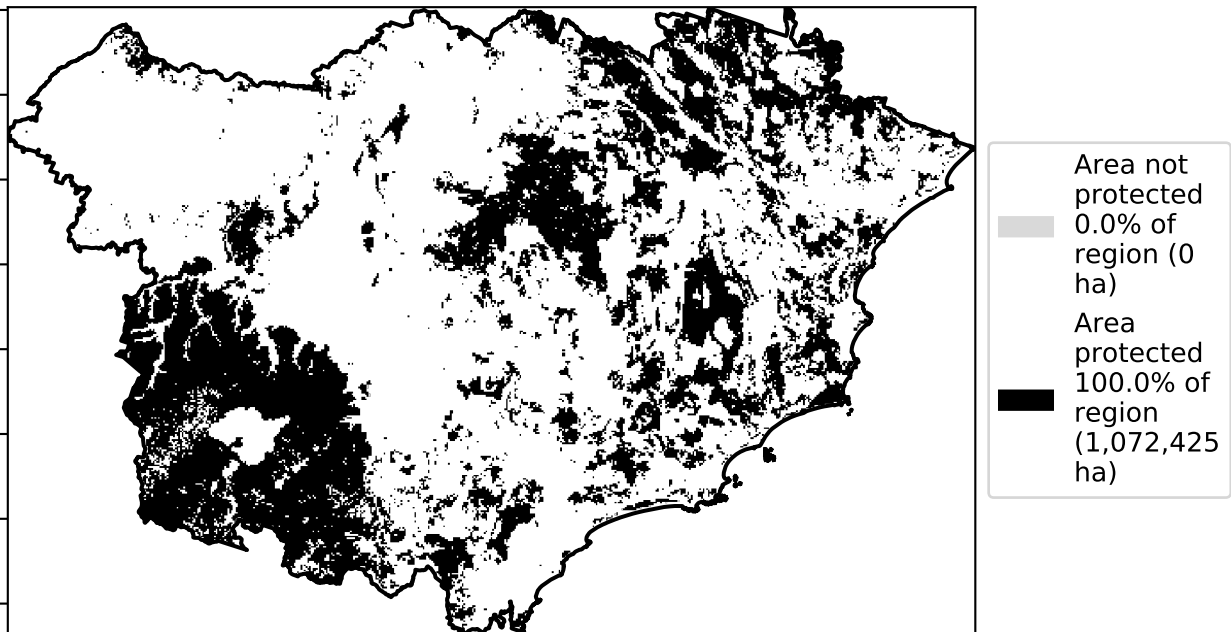 Area not
protected
0.0% of
region (0
ha)
Area
protected
100.0% of
region
(1,072,425
ha)